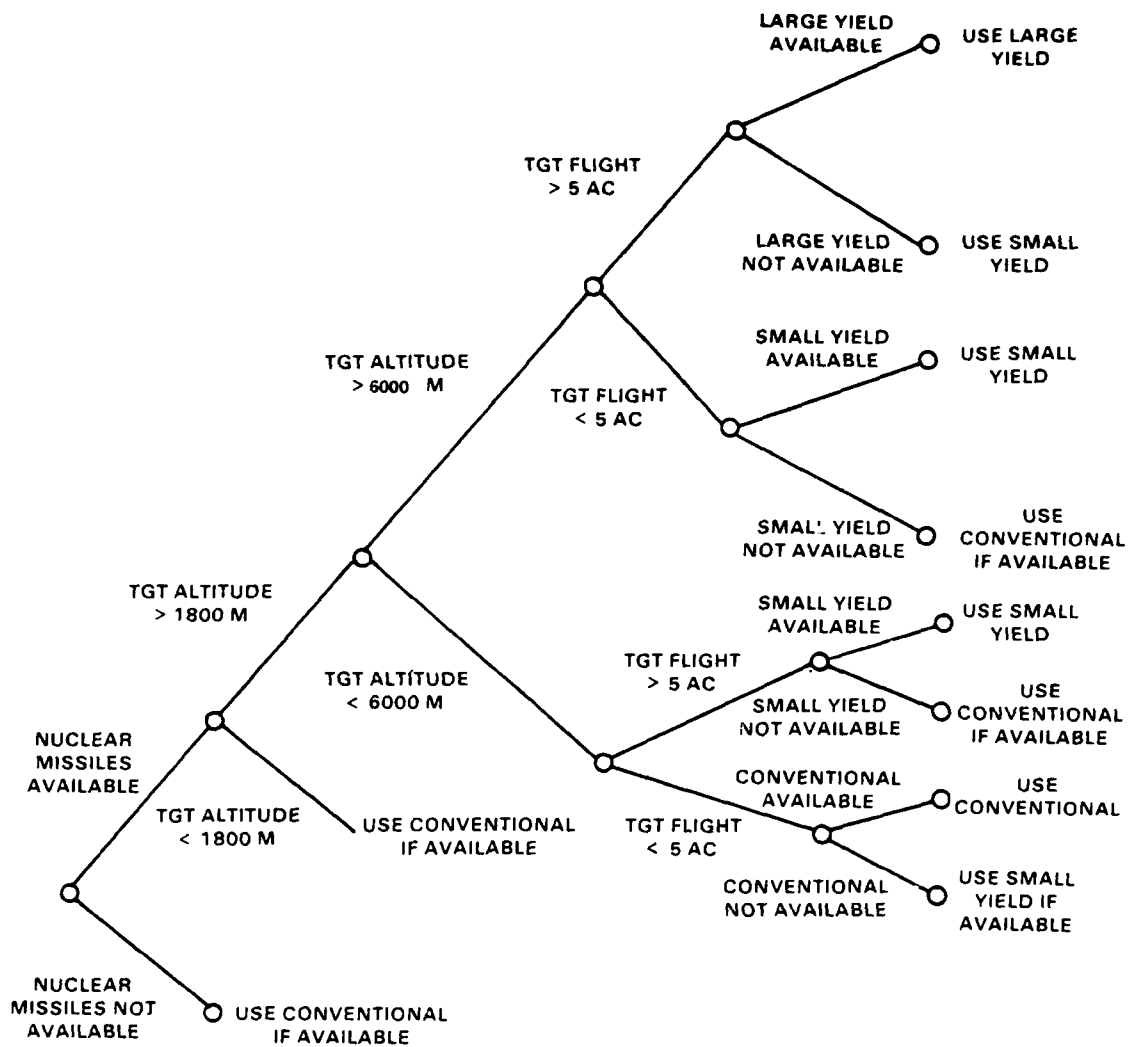 LARGE YIELD
AVAILABLE
USE LARGE
YIELD
TGT FLIGHT
> 5 AC
LARGE YIELD
NOT AVAILABLE
USE SMALL
YIELD
SMALL YIELD
AVAILABLE
USE SMALL
YIELD
TGT ALTITUDE
> 6000 M
TGT FLIGHT
< 5 AC
SMALL YIELD
NOT AVAILABLE
USE
CONVENTIONAL
IF AVAILABLE
TGT ALTITUDE
> 1800 M
SMALL YIELD
AVAILABLE
USE SMALL
YIELD
TGT FLIGHT
> 5 AC
TGT ALTITUDE
< 6000 M
SMALL YIELD
NOT AVAILABLE
USE
CONVENTIONAL
IF AVAILABLE
NUCLEAR
MISSILES
AVAILABLE
CONVENTIONAL
AVAILABLE
USE
CONVENTIONAL
TGT ALTITUDE
< 1800 M
USE CONVENTIONAL
IF AVAILABLE
TGT FLIGHT
< 5 AC
CONVENTIONAL
NOT AVAILABLE
USE SMALL
YIELD IF
AVAILABLE
NUCLEAR
MISSILES NOT
AVAILABLE
USE CONVENTIONAL
IF AVAILABLE